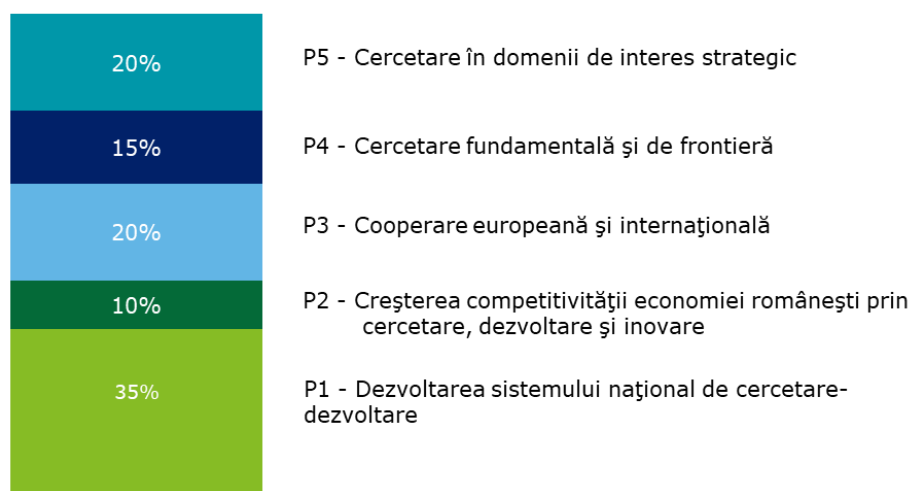 20%
P5 - Cercetare în domenii de interes strategic
15%
P4 - Cercetare fundamentală şi de frontieră
20%
P3 - Cooperare europeană şi internaţională
10%
P2 - Creşterea competitivităţii economiei româneşti prin
cercetare, dezvoltare şi inovare
35%
P1 - Dezvoltarea sistemului naţional de cercetare-
dezvoltare